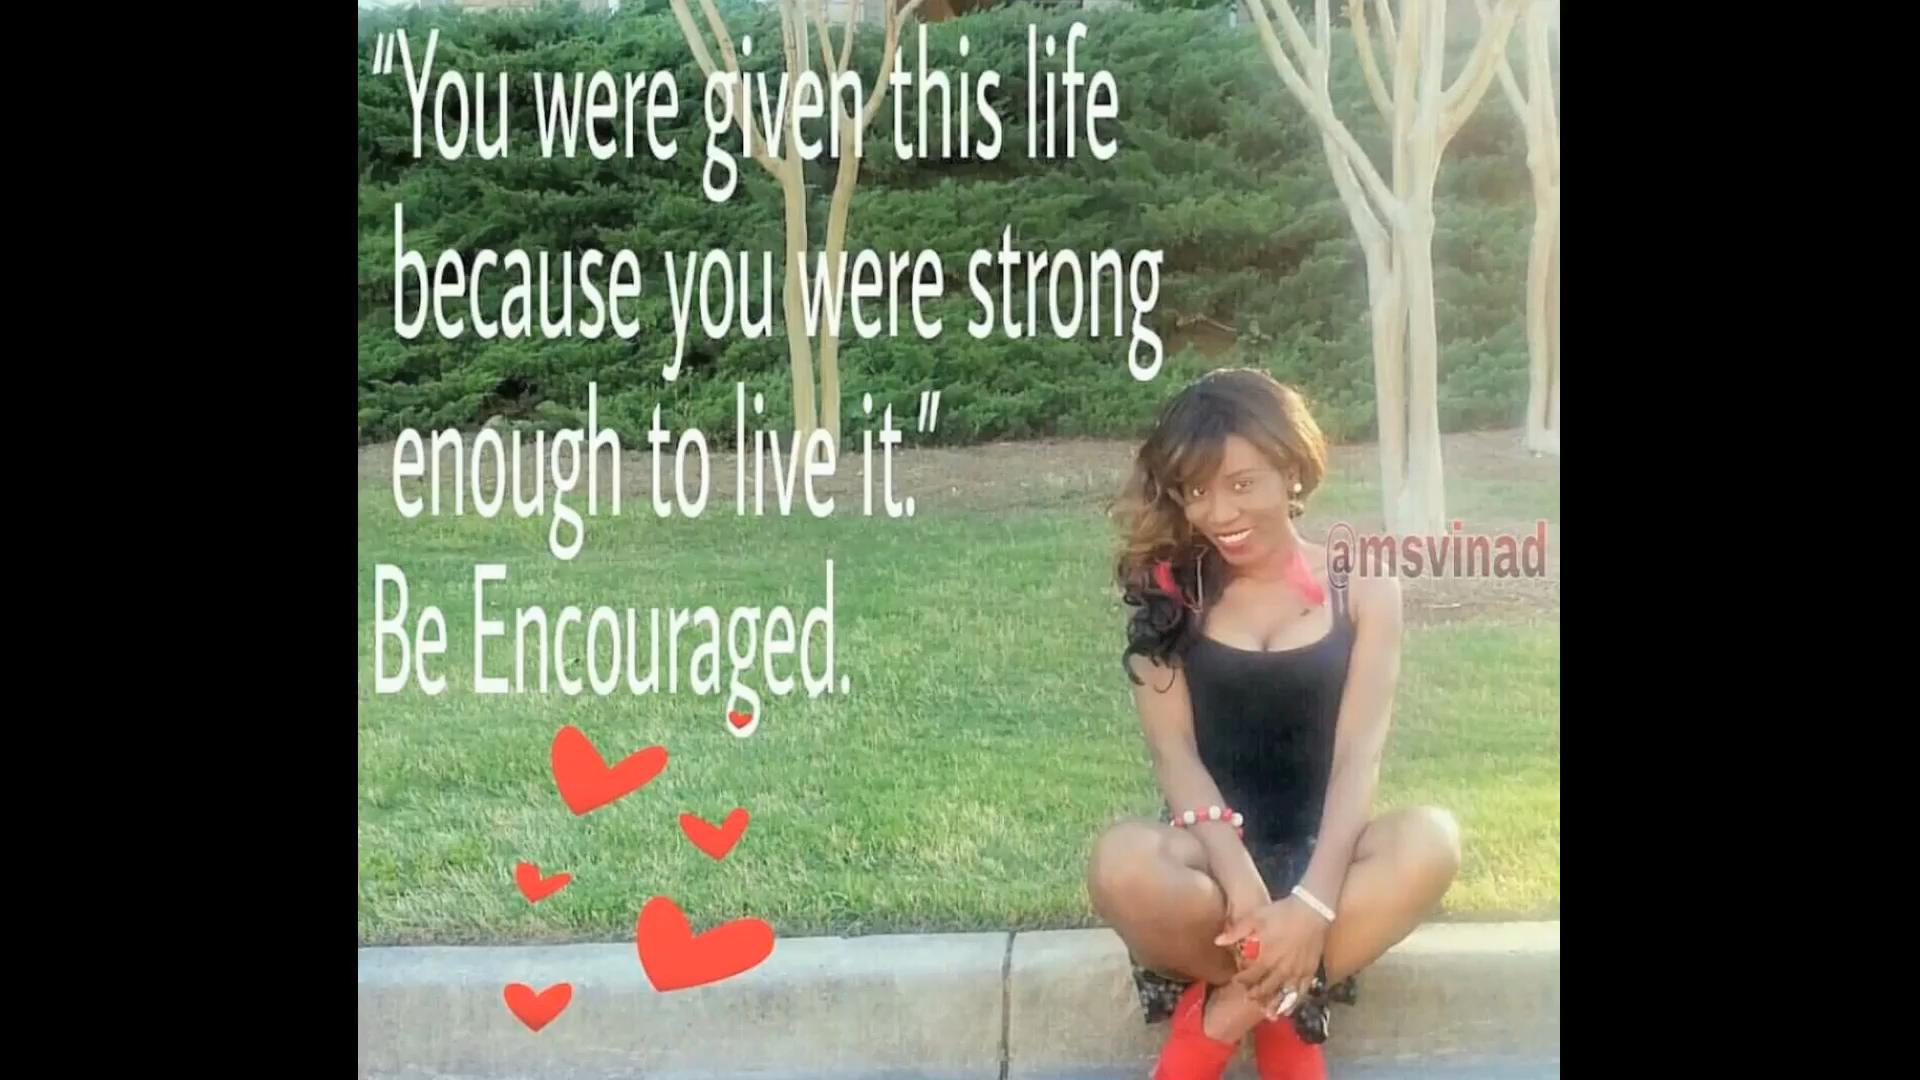 “You were given this life
because you were strong
enough to live it.”
Be Encouraged.
@msvinad